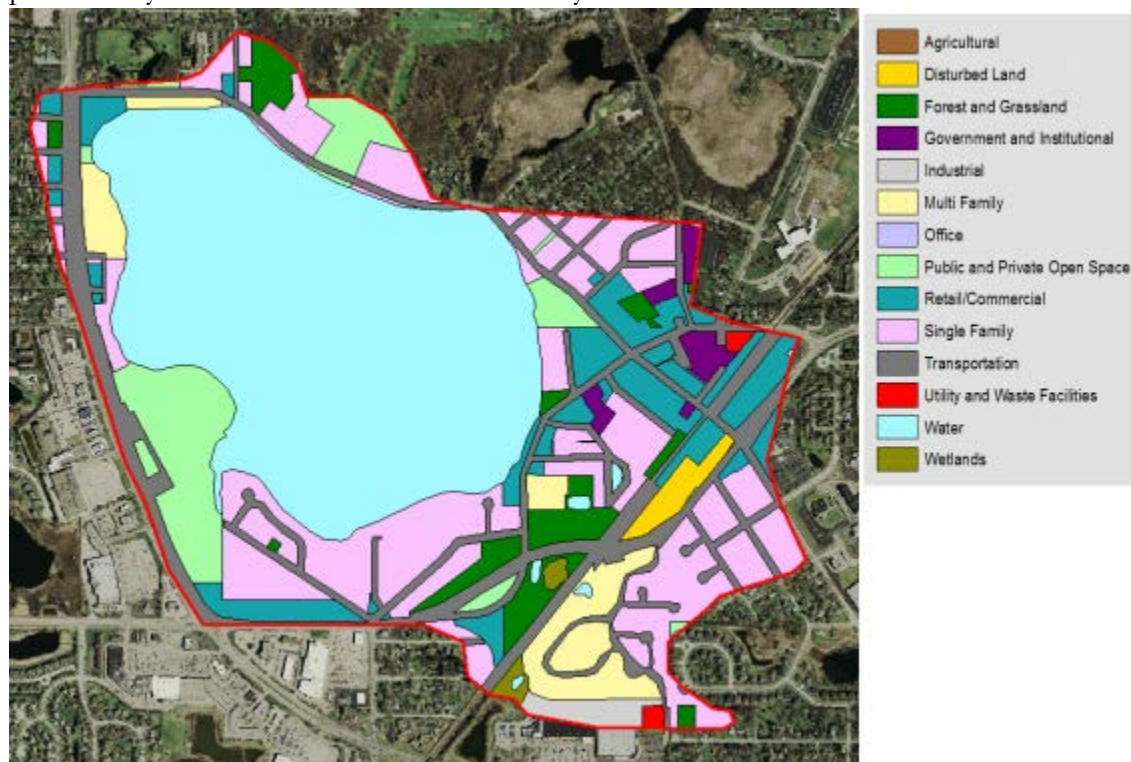 Agricultural
Disturbed Land
Forest and Grassland
Government and Institutional
Industrial
Multi Family
Office
Public and Private Open Space
Retail/Commercial
Single Family
Transportation
Utility and Waste Facilities
Water
Wetlands